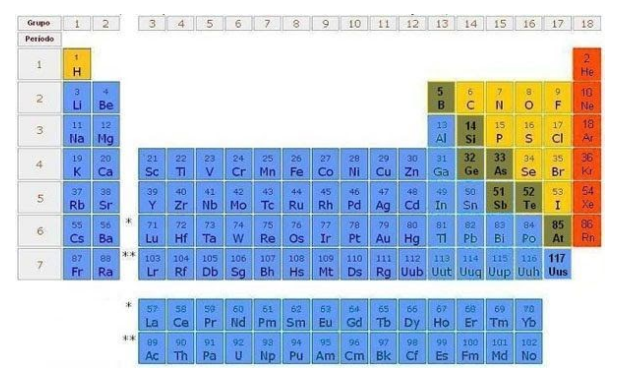 Grupo 1 2 3 4 5 6 7 8 9 10 11 12 13 14 15 16 17 18
Periodo
1 1 H 2 He
2 3 Li 4 Be 5 B 6 C 7 N 8 O 9 F 10 Ne
3 11 Na 12 Mg 13 Al 14 Si 15 P 16 S 17 Cl 18 Ar
4 19 K 20 Ca 21 Sc 22 Ti 23 V 24 Cr 25 Mn 26 Fe 27 Co 28 Ni 29 Cu 30 Zn 31 Ga 32 Ge 33 As 34 Se 35 Br 36 Kr
5 37 Rb 38 Sr 39 Y 40 Zr 41 Nb 42 Mo 43 Tc 44 Ru 45 Rh 46 Pd 47 Ag 48 Cd 49 In 50 Sn 51 Sb 52 Te 53 I 54 Xe
6 55 Cs 56 Ba * 71 Lu 72 Hf 73 Ta 74 W 75 Re 76 Os 77 Ir 78 Pt 79 Au 80 Hg 81 Tl 82 Pb 83 Bi 84 Po 85 At 86 Rn
7 87 Fr 88 Ra ** 103 Lr 104 Rf 105 Db 106 Sg 107 Bh 108 Hs 109 Mt 110 Ds 111 Rg 112 Uub 113 Uut 114 Uuq 115 Uup 116 Uuh 117 Uus
* 57 La 58 Ce 59 Pr 60 Nd 61 Pm 62 Sm 63 Eu 64 Gd 65 Tb 66 Dy 67 Ho 68 Er 69 Tm 70 Yb
** 89 Ac 90 Th 91 Pa 92 U 93 Np 94 Pu 95 Am 96 Cm 97 Bk 98 Cf 99 Es 100 Fm 101 Md 102 No